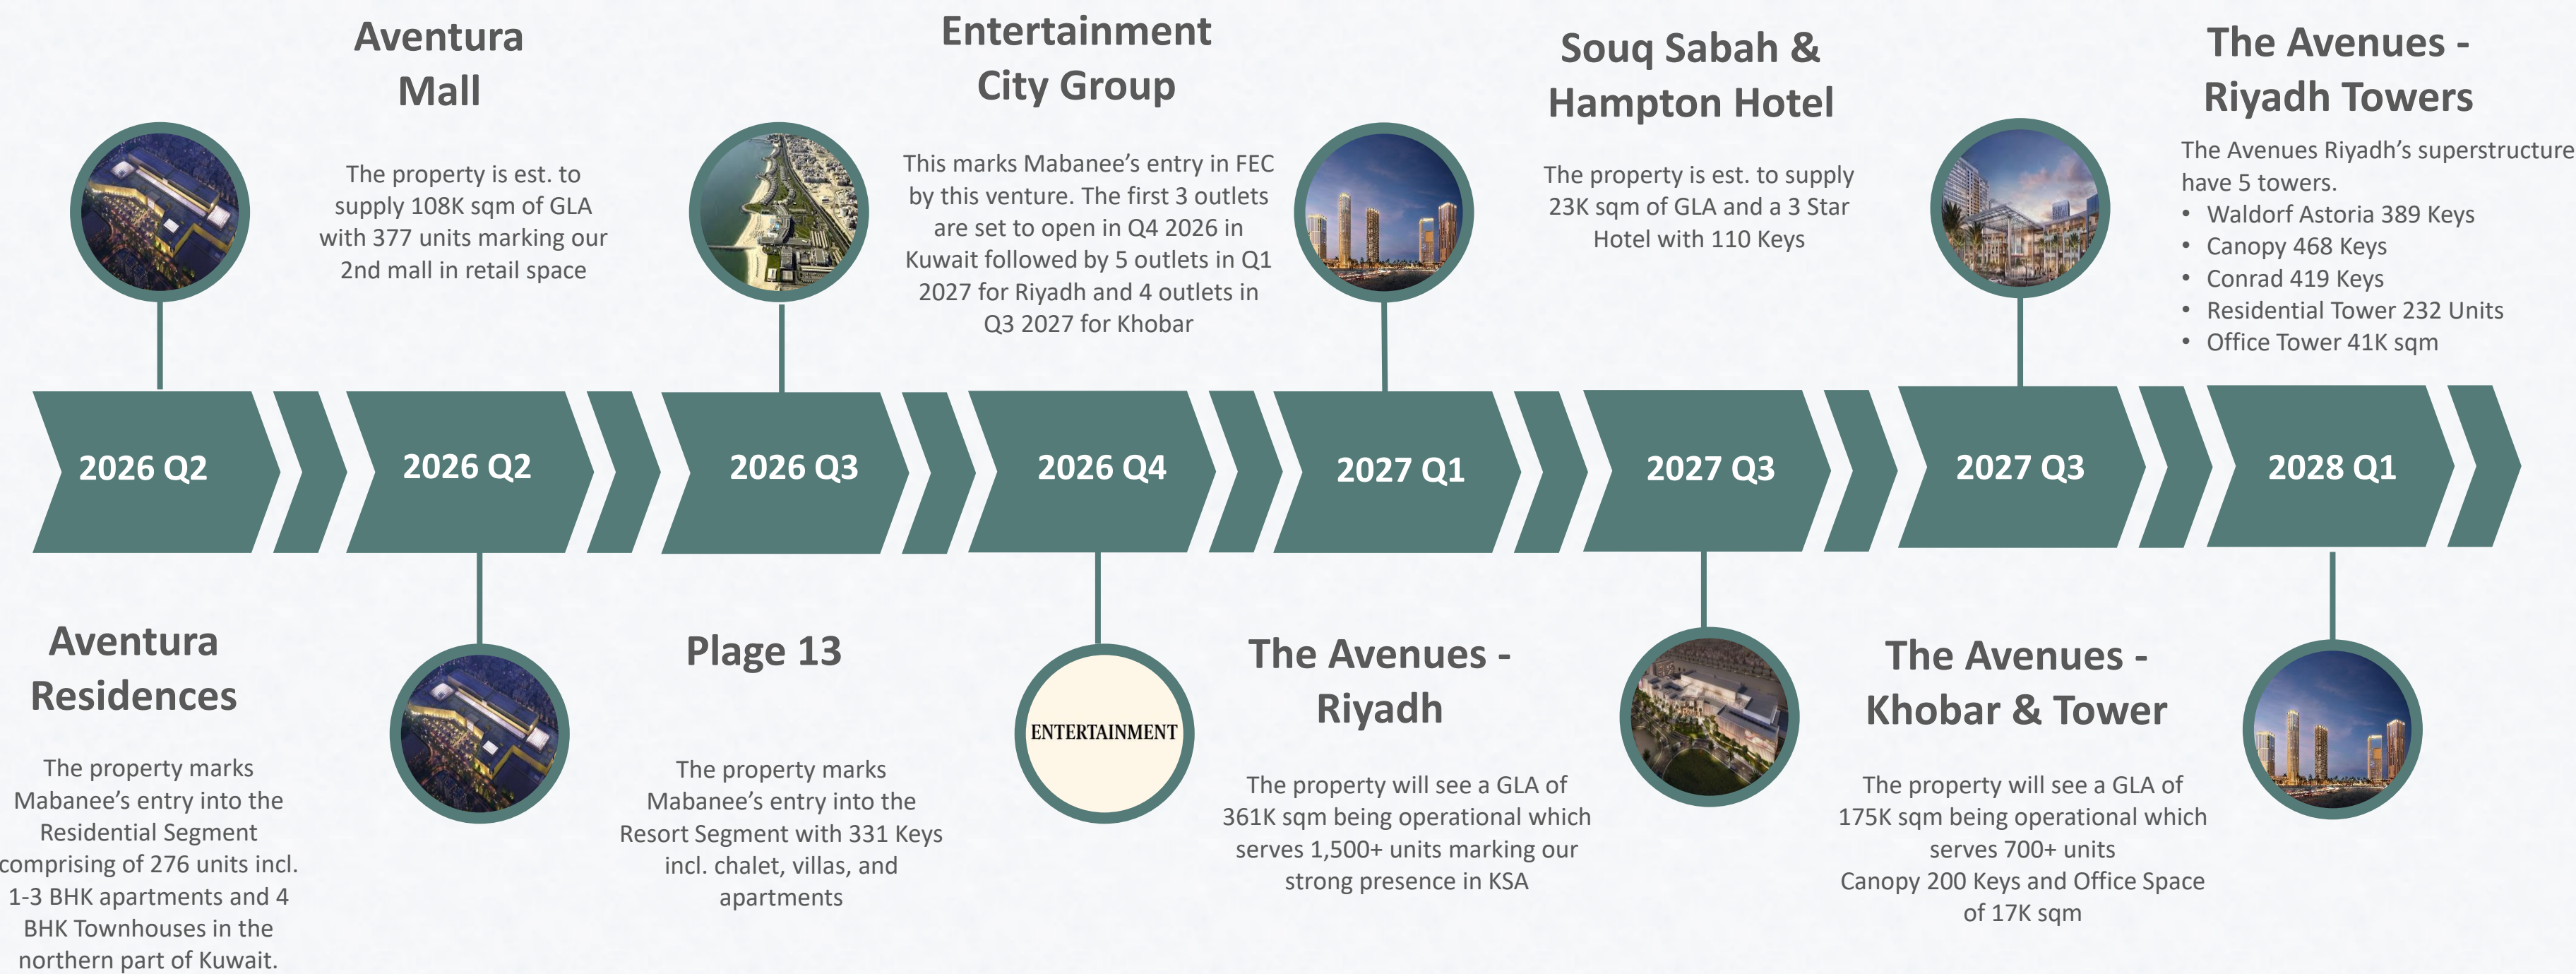 Aventura
Mall
The property is est. to
supply 108K sqm of GLA
with 377 units marking our
2nd mall in retail space
Entertainment
City Group
This marks Mabanee’s entry in FEC
by this venture. The first 3 outlets
are set to open in Q4 2026 in
Kuwait followed by 5 outlets in Q1
2027 for Riyadh and 4 outlets in
Q3 2027 for Khobar
Souq Sabah &
Hampton Hotel
The property is est. to supply
23K sqm of GLA and a 3 Star
Hotel with 110 Keys
The Avenues -
Riyadh Towers
The Avenues Riyadh’s superstructure
have 5 towers.
• Waldorf Astoria 389 Keys
• Canopy 468 Keys
• Conrad 419 Keys
• Residential Tower 232 Units
• Office Tower 41K sqm
2026 Q2
2026 Q2
2026 Q3
2026 Q4
2027 Q1
2027 Q3
2027 Q3
2028 Q1
Aventura
Residences
The property marks
Mabanee’s entry into the
Residential Segment
comprising of 276 units incl.
1-3 BHK apartments and 4
BHK Townhouses in the
northern part of Kuwait.
Plage 13
The property marks
Mabanee’s entry into the
Resort Segment with 331 Keys
incl. chalet, villas, and
apartments
ENTERTAINMENT
The Avenues -
Riyadh
The property will see a GLA of
361K sqm being operational which
serves 1,500+ units marking our
strong presence in KSA
The Avenues -
Khobar & Tower
The property will see a GLA of
175K sqm being operational which
serves 700+ units
Canopy 200 Keys and Office Space
of 17K sqm